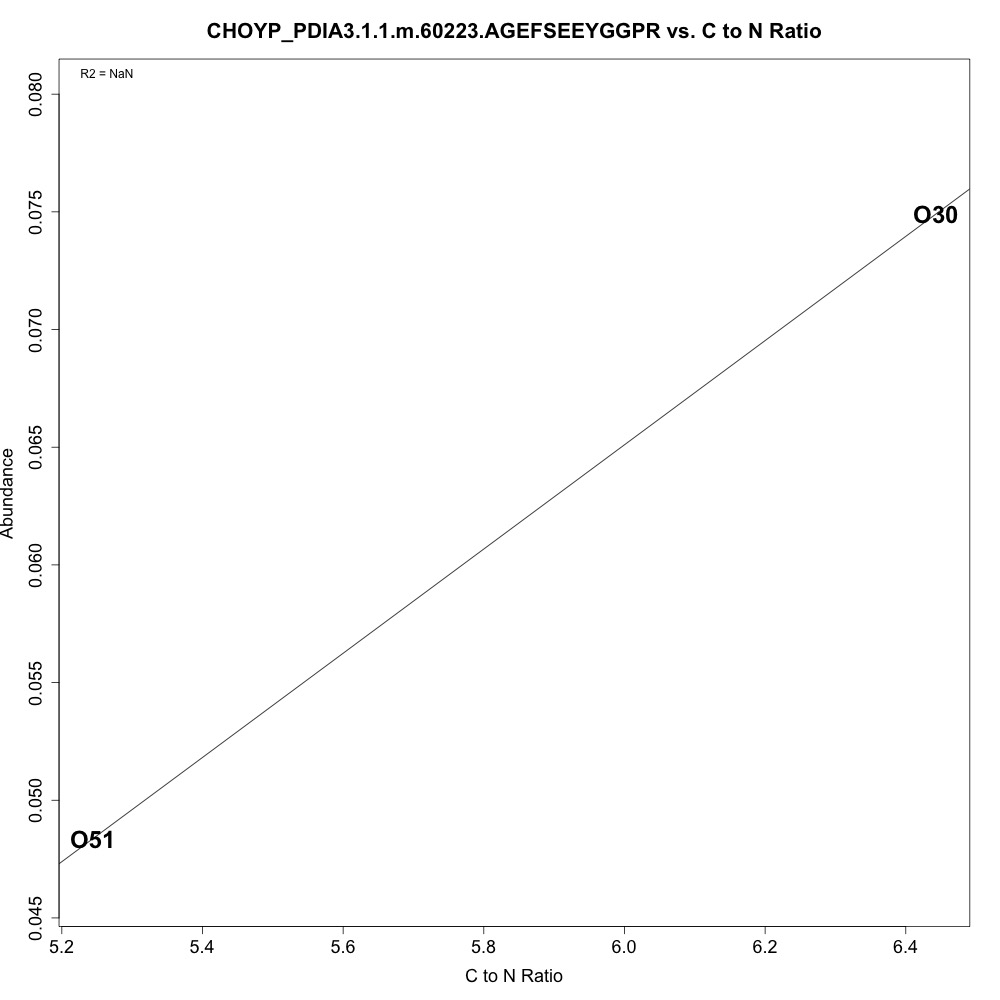 CHOYP_PDIA3.1.1.m.60223.AGEFSEEYGGPR vs. C to N Ratio
R2 = NaN
0.080
0.075
0.070
0.065
0.060
0.055
0.050
0.045
Abundance
O30
O51
5.2 5.4 5.6 5.8 6.0 6.2 6.4
C to N Ratio